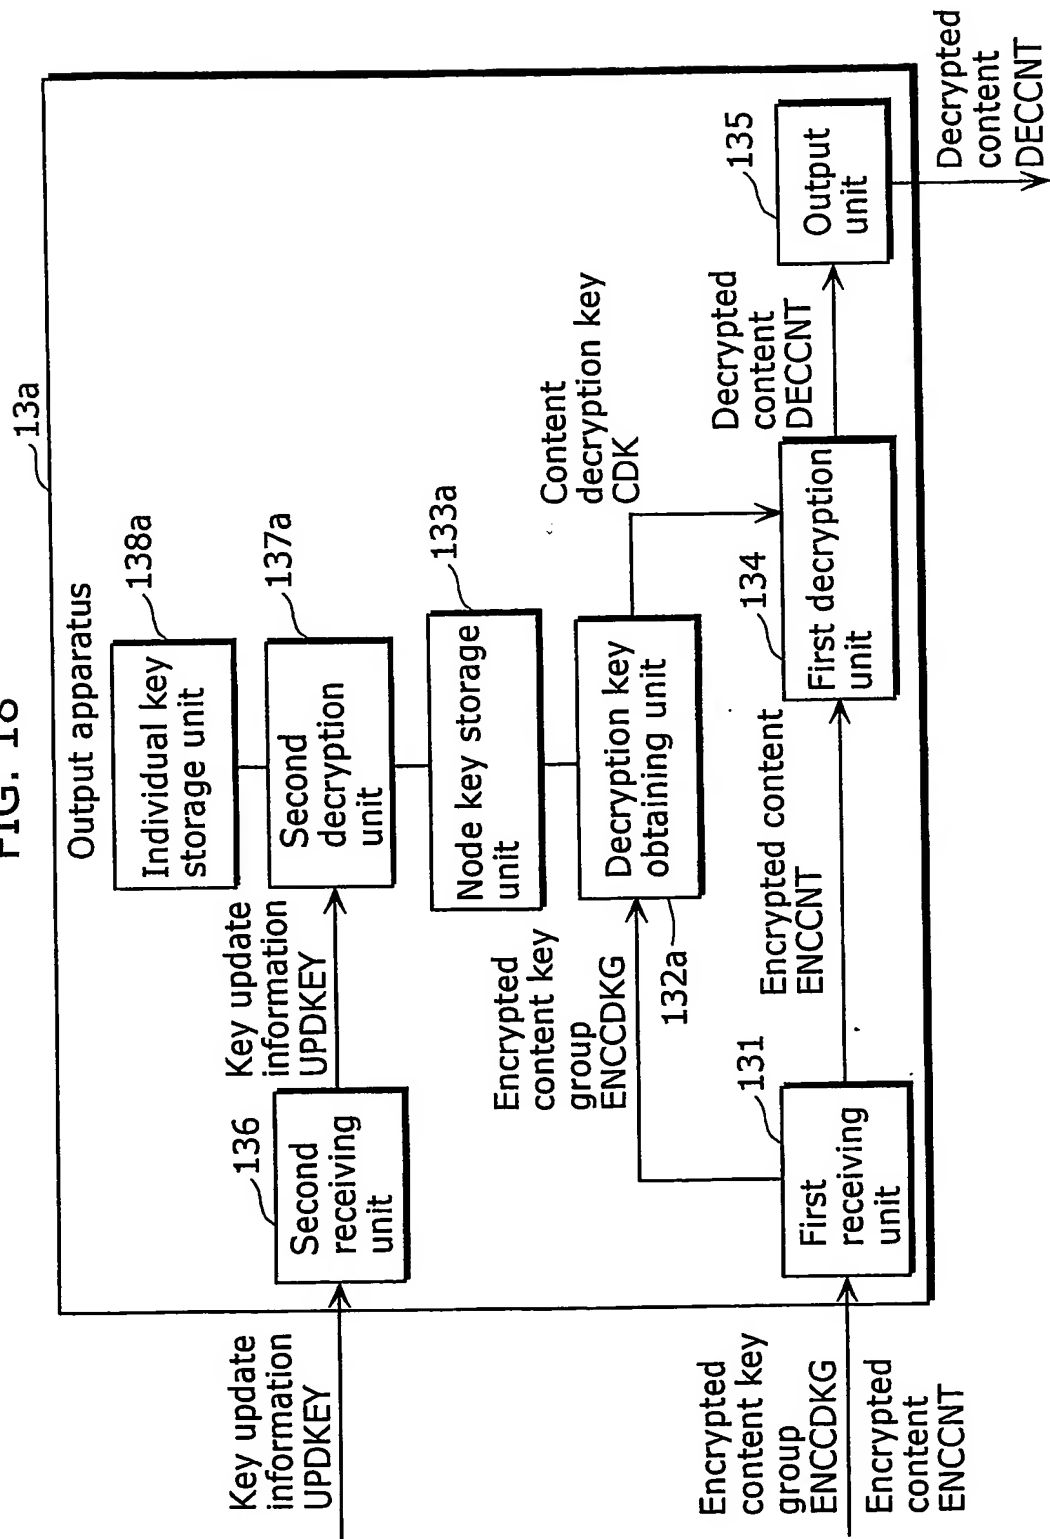 FIG. 18
13a
Output apparatus
138a
Individual key
storage unit
137a
Second
decryption
unit
133a
Node key storage
unit
Decryption key
obtaining unit
132a
136
Second
receiving
unit
Key update
information
UPDKEY
Key update
information
UPDKEY
Encrypted
content key
group
ENCCDKG
Content
decryption key
CDK
131
First
receiving
unit
Encrypted content
ENCCNT
134
First decryption
unit
Decrypted
content
DECCNT
135
Output
unit
Decrypted
content
DECCNT
Encrypted
content key
group
ENCCDKG
Encrypted
content
ENCCNT